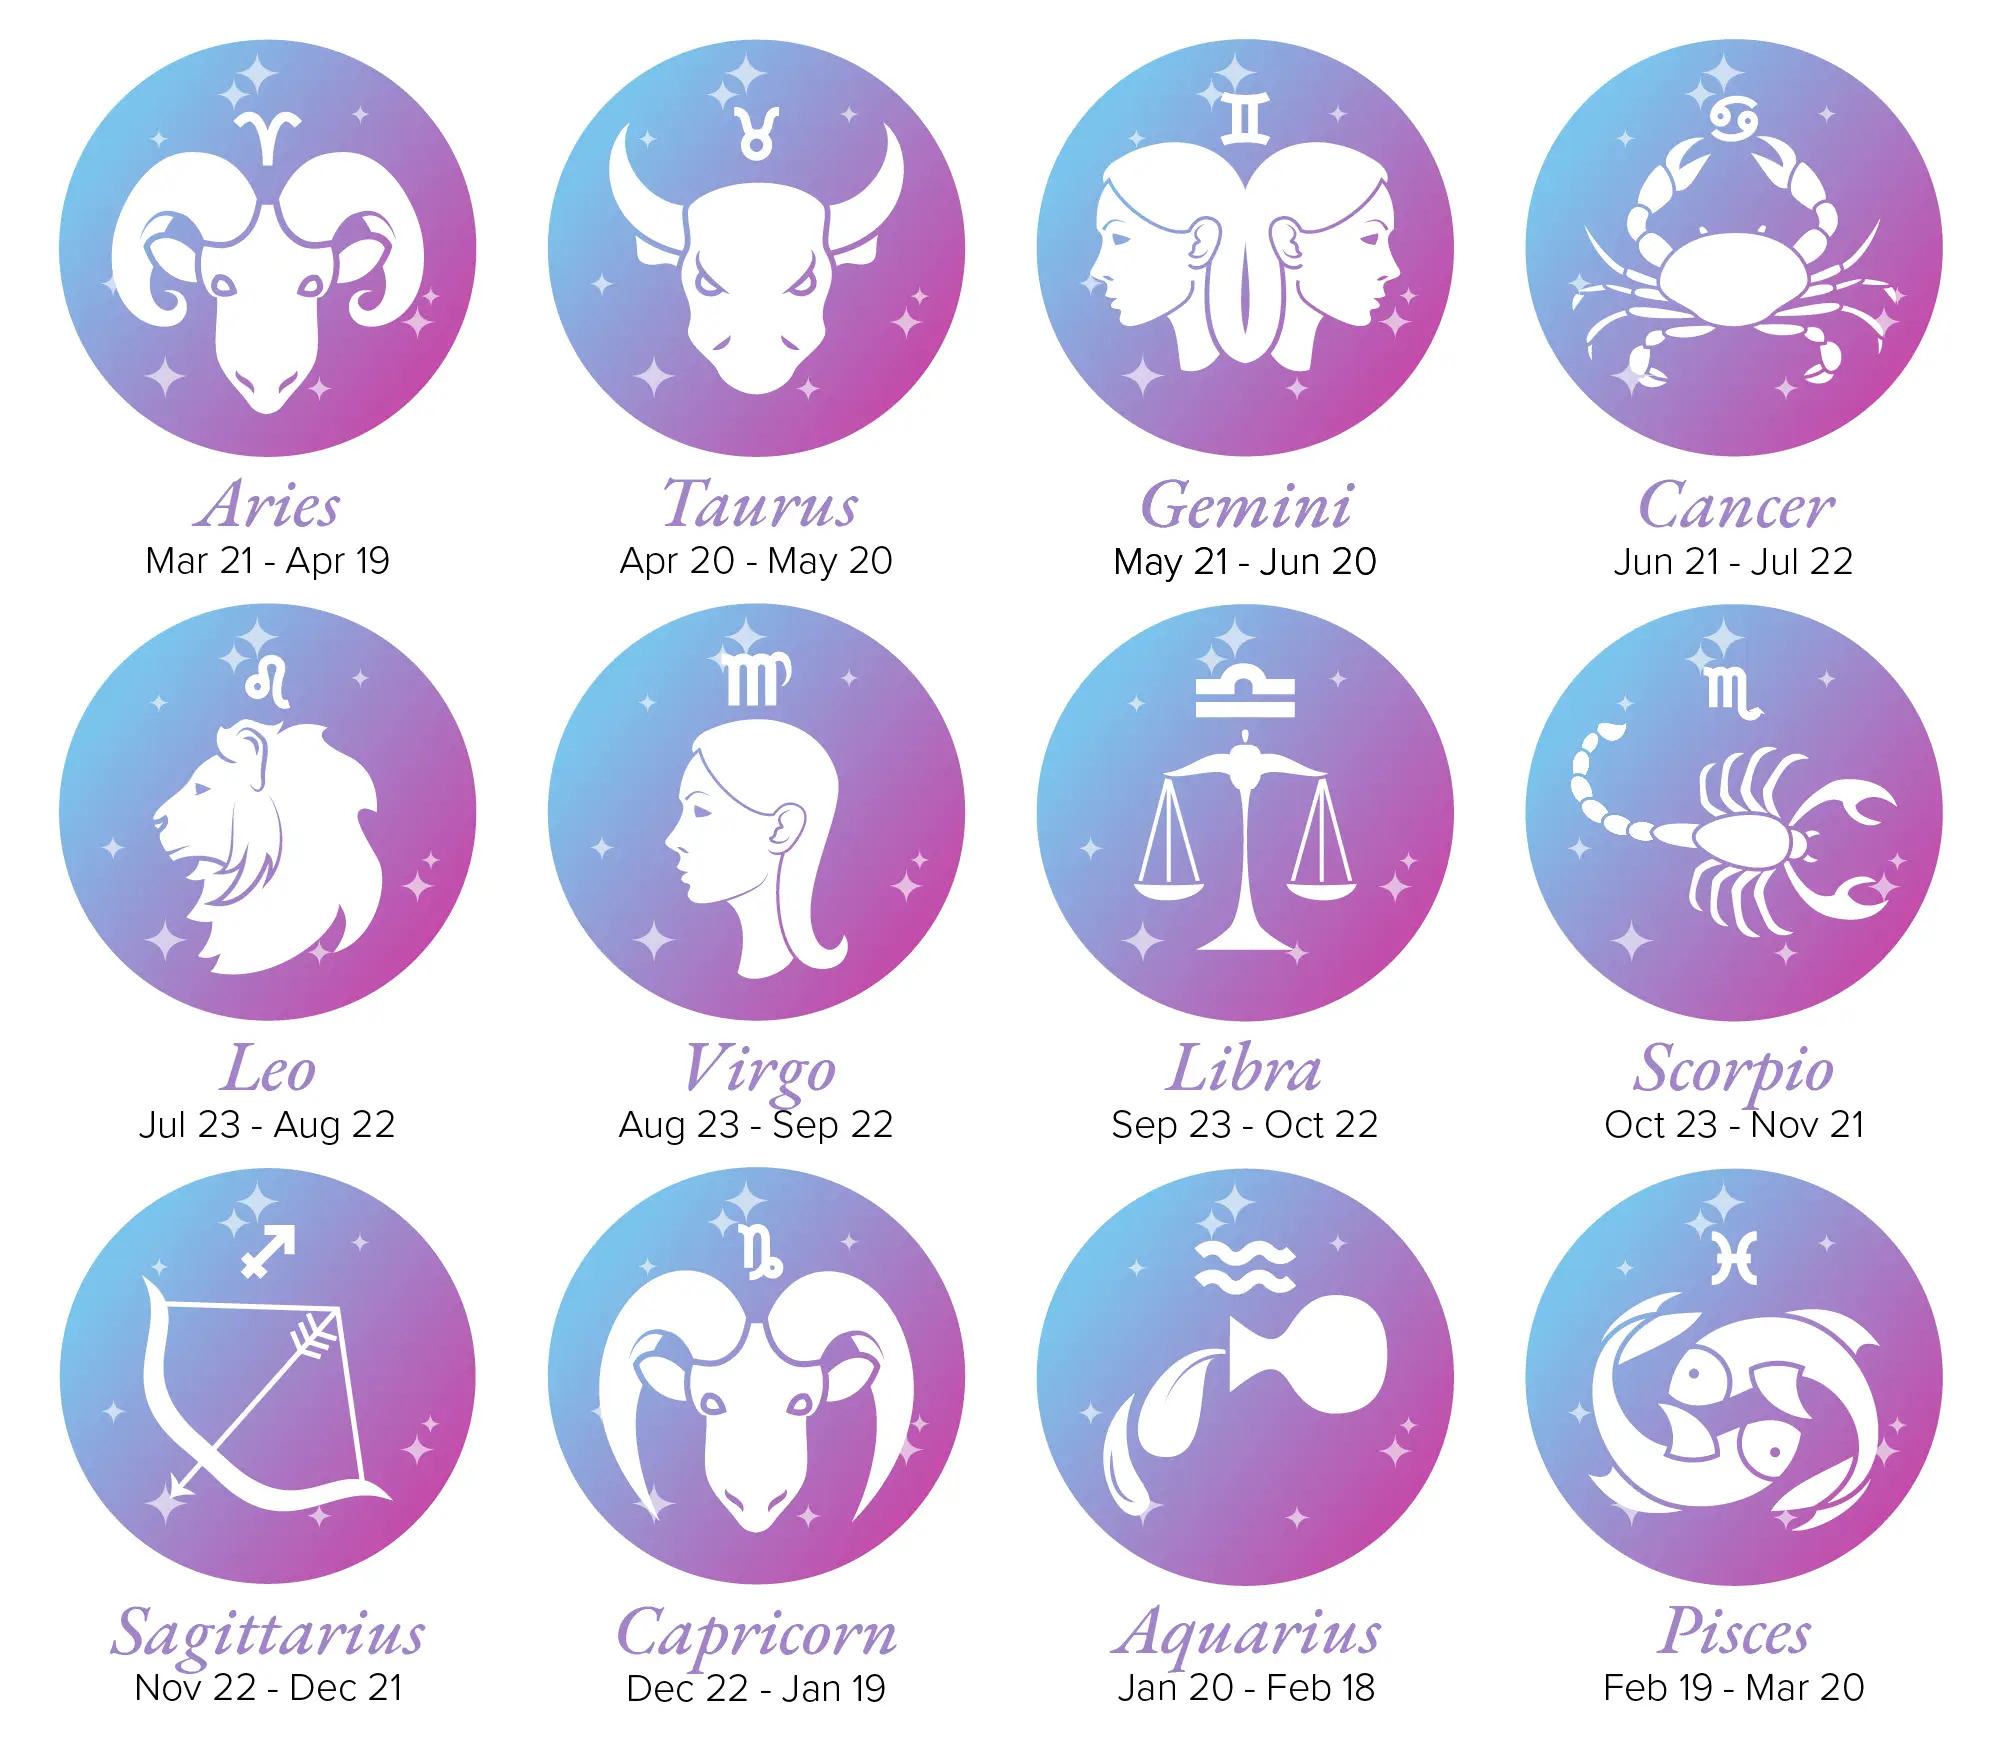 Aries Taurus Gemini Cancer
Mar 21 - Apr 19 Apr 20 - May 20 May 21 - Jun 20 Jun 21 - Jul 22
Leo Virgo Libra Scorpio
Jul 23 - Aug 22 Aug 23 - Sep 22 Sep 23 - Oct 22 Oct 23 - Nov 21
Sagittarius Capricorn Aquarius Pisces
Nov 22 - Dec 21 Dec 22 - Jan 19 Jan 20 - Feb 18 Feb 19 - Mar 20